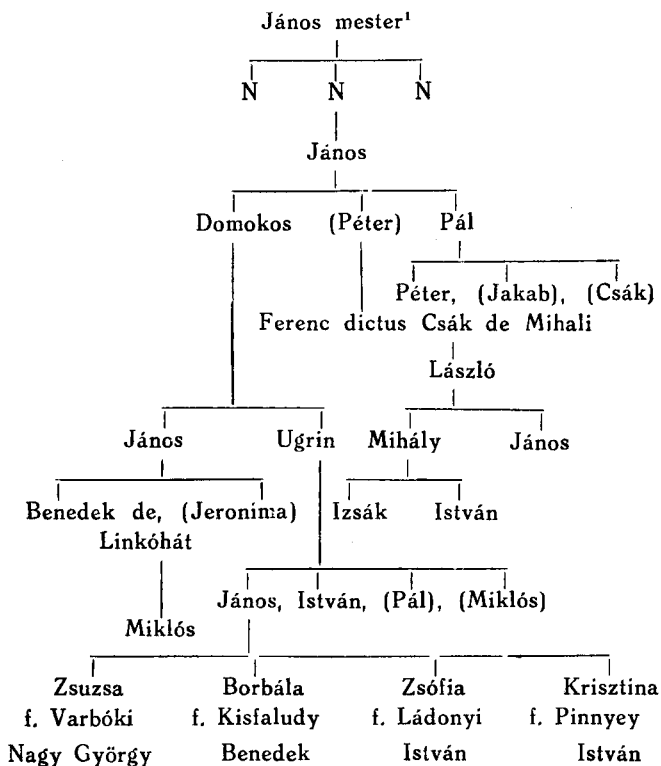 János mester¹
N N N
János
Domokos (Péter) Pál
Péter, (Jakab), (Csák)
Ferenc dictus Csák de Mihali
László
János Ugrin Mihály János
Benedek de, (Jeronima) Izsák István
Linkóhát
János, István, (Pál), (Miklós)
Miklós
Zsuzsa Borbála Zsófia Krisztina
f. Varbóki f. Kisfaludy f. Ládonyi f. Pinnyey
Nagy György Benedek István István